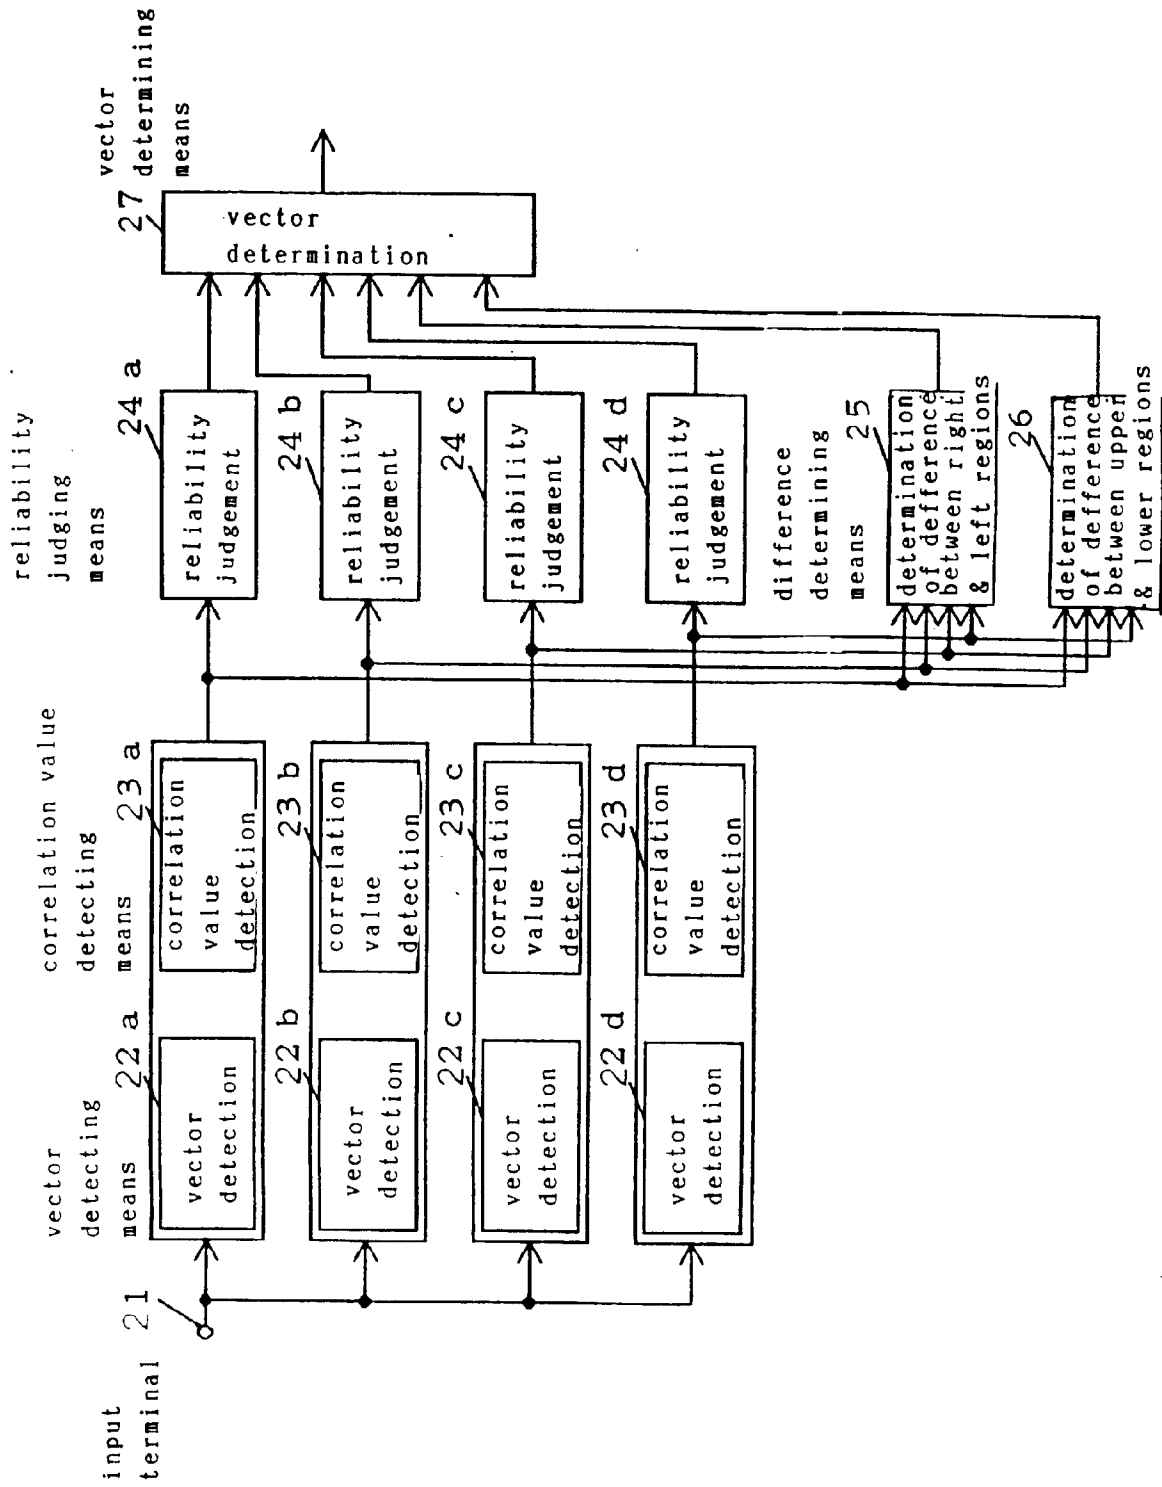 input
terminal
21
vector
detecting
means
22 a
vector
detection
22 b
vector
detection
22 c
vector
detection
22 d
vector
detection
correlation value
detecting
means
23 a
correlation
value
detection
23 b
correlation
value
detection
23 c
correlation
value
detection
23 d
correlation
value
detection
reliability
judging
means
24 a
reliability
judgement
24 b
reliability
judgement
24 c
reliability
judgement
24 d
reliability
judgement
difference
determining
means
25
determination
of defference
between right
& left regions
26
determination
of defference
between upper
& lower regions
vector
determining
means
27
vector
determination